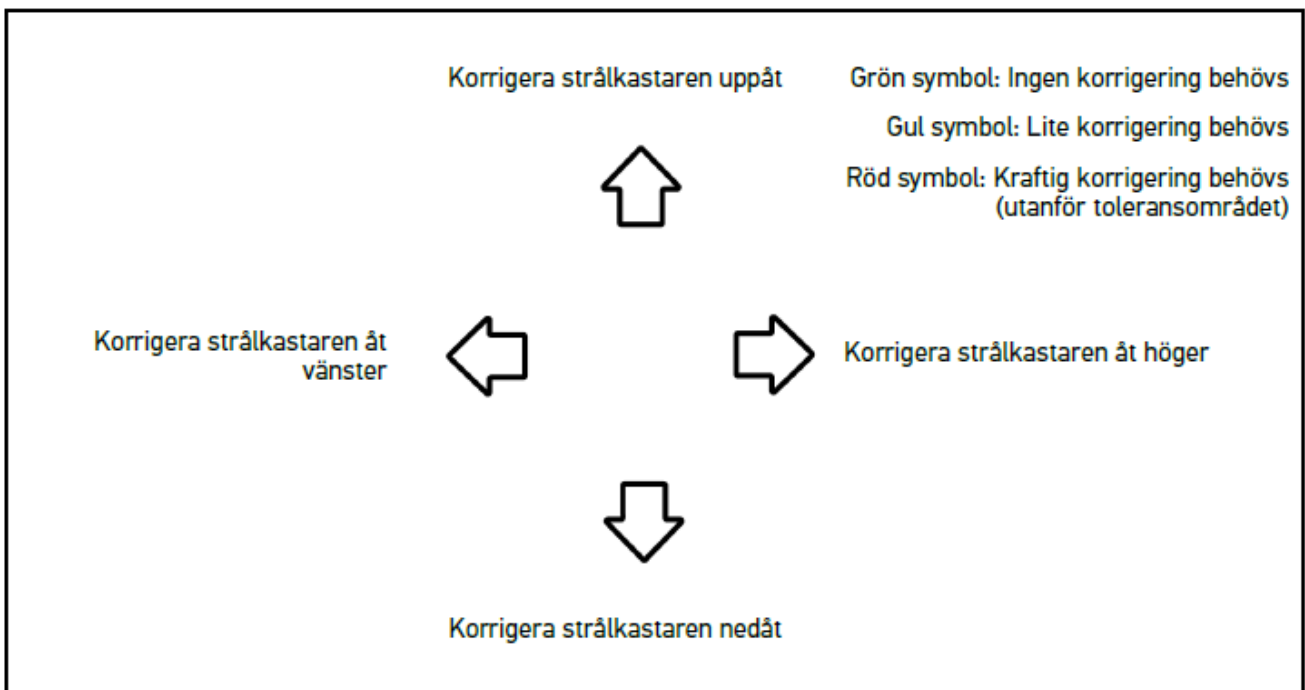 Korrigera strålkastaren uppåt
Grön symbol: Ingen korrigering behövs
Gul symbol: Lite korrigering behövs
Röd symbol: Kraftig korrigering behövs
(utanför toleransområdet)
Korrigera strålkastaren åt
vänster
Korrigera strålkastaren åt höger
Korrigera strålkastaren nedåt